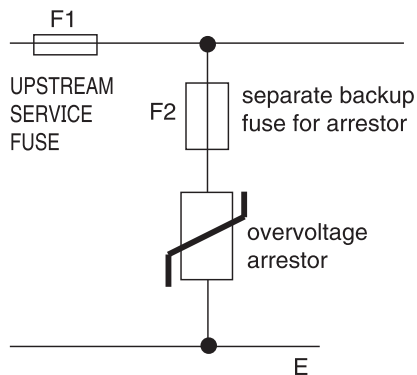 F1
UPSTREAM
SERVICE
FUSE
F2
separate backup
fuse for arrestor
overvoltage
arrestor
E